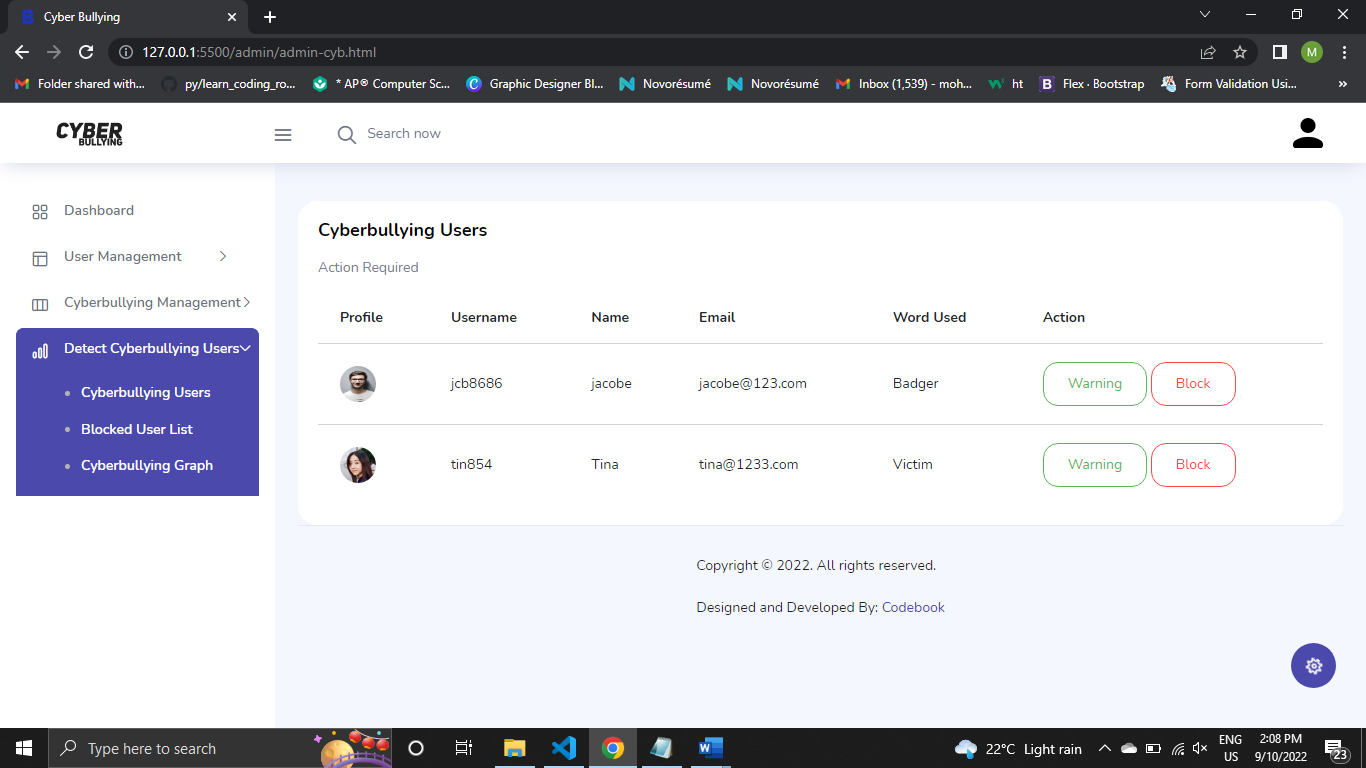 Cyber Bullying
127.0.0.1:5500/admin/admin-cyb.html
M
Folder shared with... py/learn_coding_ro... * AP® Computer Sc... Graphic Designer Bl... Novorésumé Novorésumé Inbox (1,539) - moh... ht Flex · Bootstrap Form Validation Usi... »
CYBER
BULLYING
Search now
Dashboard
User Management
Cyberbullying Management
Detect Cyberbullying Users
Cyberbullying Users
Blocked User List
Cyberbullying Graph
Cyberbullying Users
Action Required
Profile Username Name Email Word Used Action
jcb8686 jacobe jacobe@123.com Badger Warning Block
tin854 Tina tina@1233.com Victim Warning Block
Copyright © 2022. All rights reserved.
Designed and Developed By: Codebook
Type here to search
22°C Light rain
ENG
US
2:08 PM
9/10/2022
23